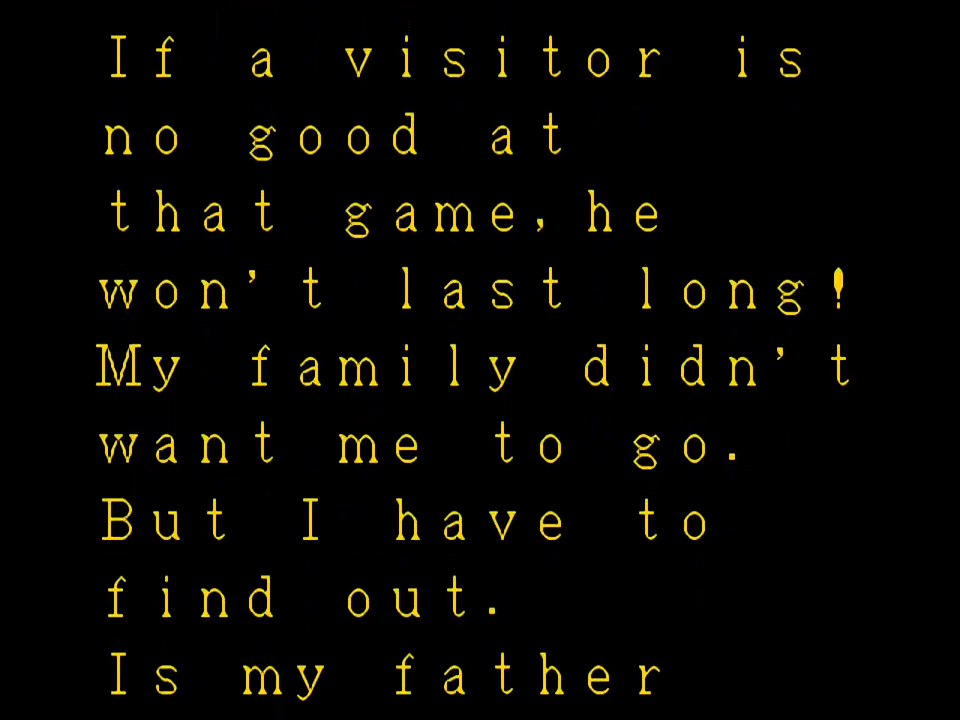 If a visitor is
no good at
that game, he
won't last long!
My family didn't
want me to go.
But I have to
find out.
Is my father